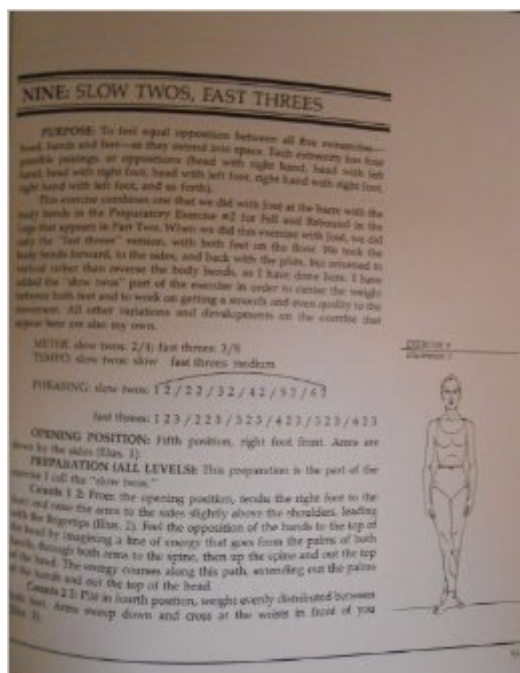 NINE: SLOW TWOS, FAST THREES
PURPOSE: To feel equal opposition between all five extremities—
head, hands and feet—as they extend into space. Each extremity has four
possible pairings, or oppositions (head with right hand, head with left
hand, head with right foot, head with left foot, right hand with right foot,
right hand with left foot, and so forth).
This exercise combines one that we did with José at the barre with the
body bends in the Preparatory Exercise #2 for Fall and Rebound in the
Legs that appears in Part Two. When we did this exercise with José, we did
only the "fast threes" version, with both feet on the floor. We took the
body bends forward, to the sides, and back with the pliés, but returned to
vertical rather than reverse the body bends, as I have done here. I have
added the "slow twos" part of the exercise in order to center the weight
between both feet and to work on getting a smooth and even quality to the
movement. All other variations and developments on the exercise that
appear here are also my own.
METER: slow twos: 2/4; fast threes: 3/8
TEMPO: slow twos: slow fast threes: medium
PHRASING: slow twos: 1 2 / 2 2 / 3 2 / 4 2 / 5 2 / 6 2
fast threes: 1 2 3 / 2 2 3 / 3 2 3 / 4 2 3 / 5 2 3 / 6 2 3
OPENING POSITION: Fifth position, right foot front. Arms are
down by the sides (Illus. 1).
PREPARATION (ALL LEVELS): This preparation is the part of the
exercise I call the "slow twos."
Counts 1 2: From the opening position, tendu the right foot to the
front and raise the arms to the sides slightly above the shoulders, leading
with the fingertips (Illus. 2). Feel the opposition of the hands to the top of
the head by imagining a line of energy that goes from the palms of both
hands, through both arms to the spine, then up the spine and out the top
of the head. The energy courses along this path, extending out the palms
of the hands and out the top of the head.
Counts 2 2: Plié in fourth position, weight evenly distributed between
both feet. Arms sweep down and cross at the wrists in front of you
EXERCISE 9
Illustration 1